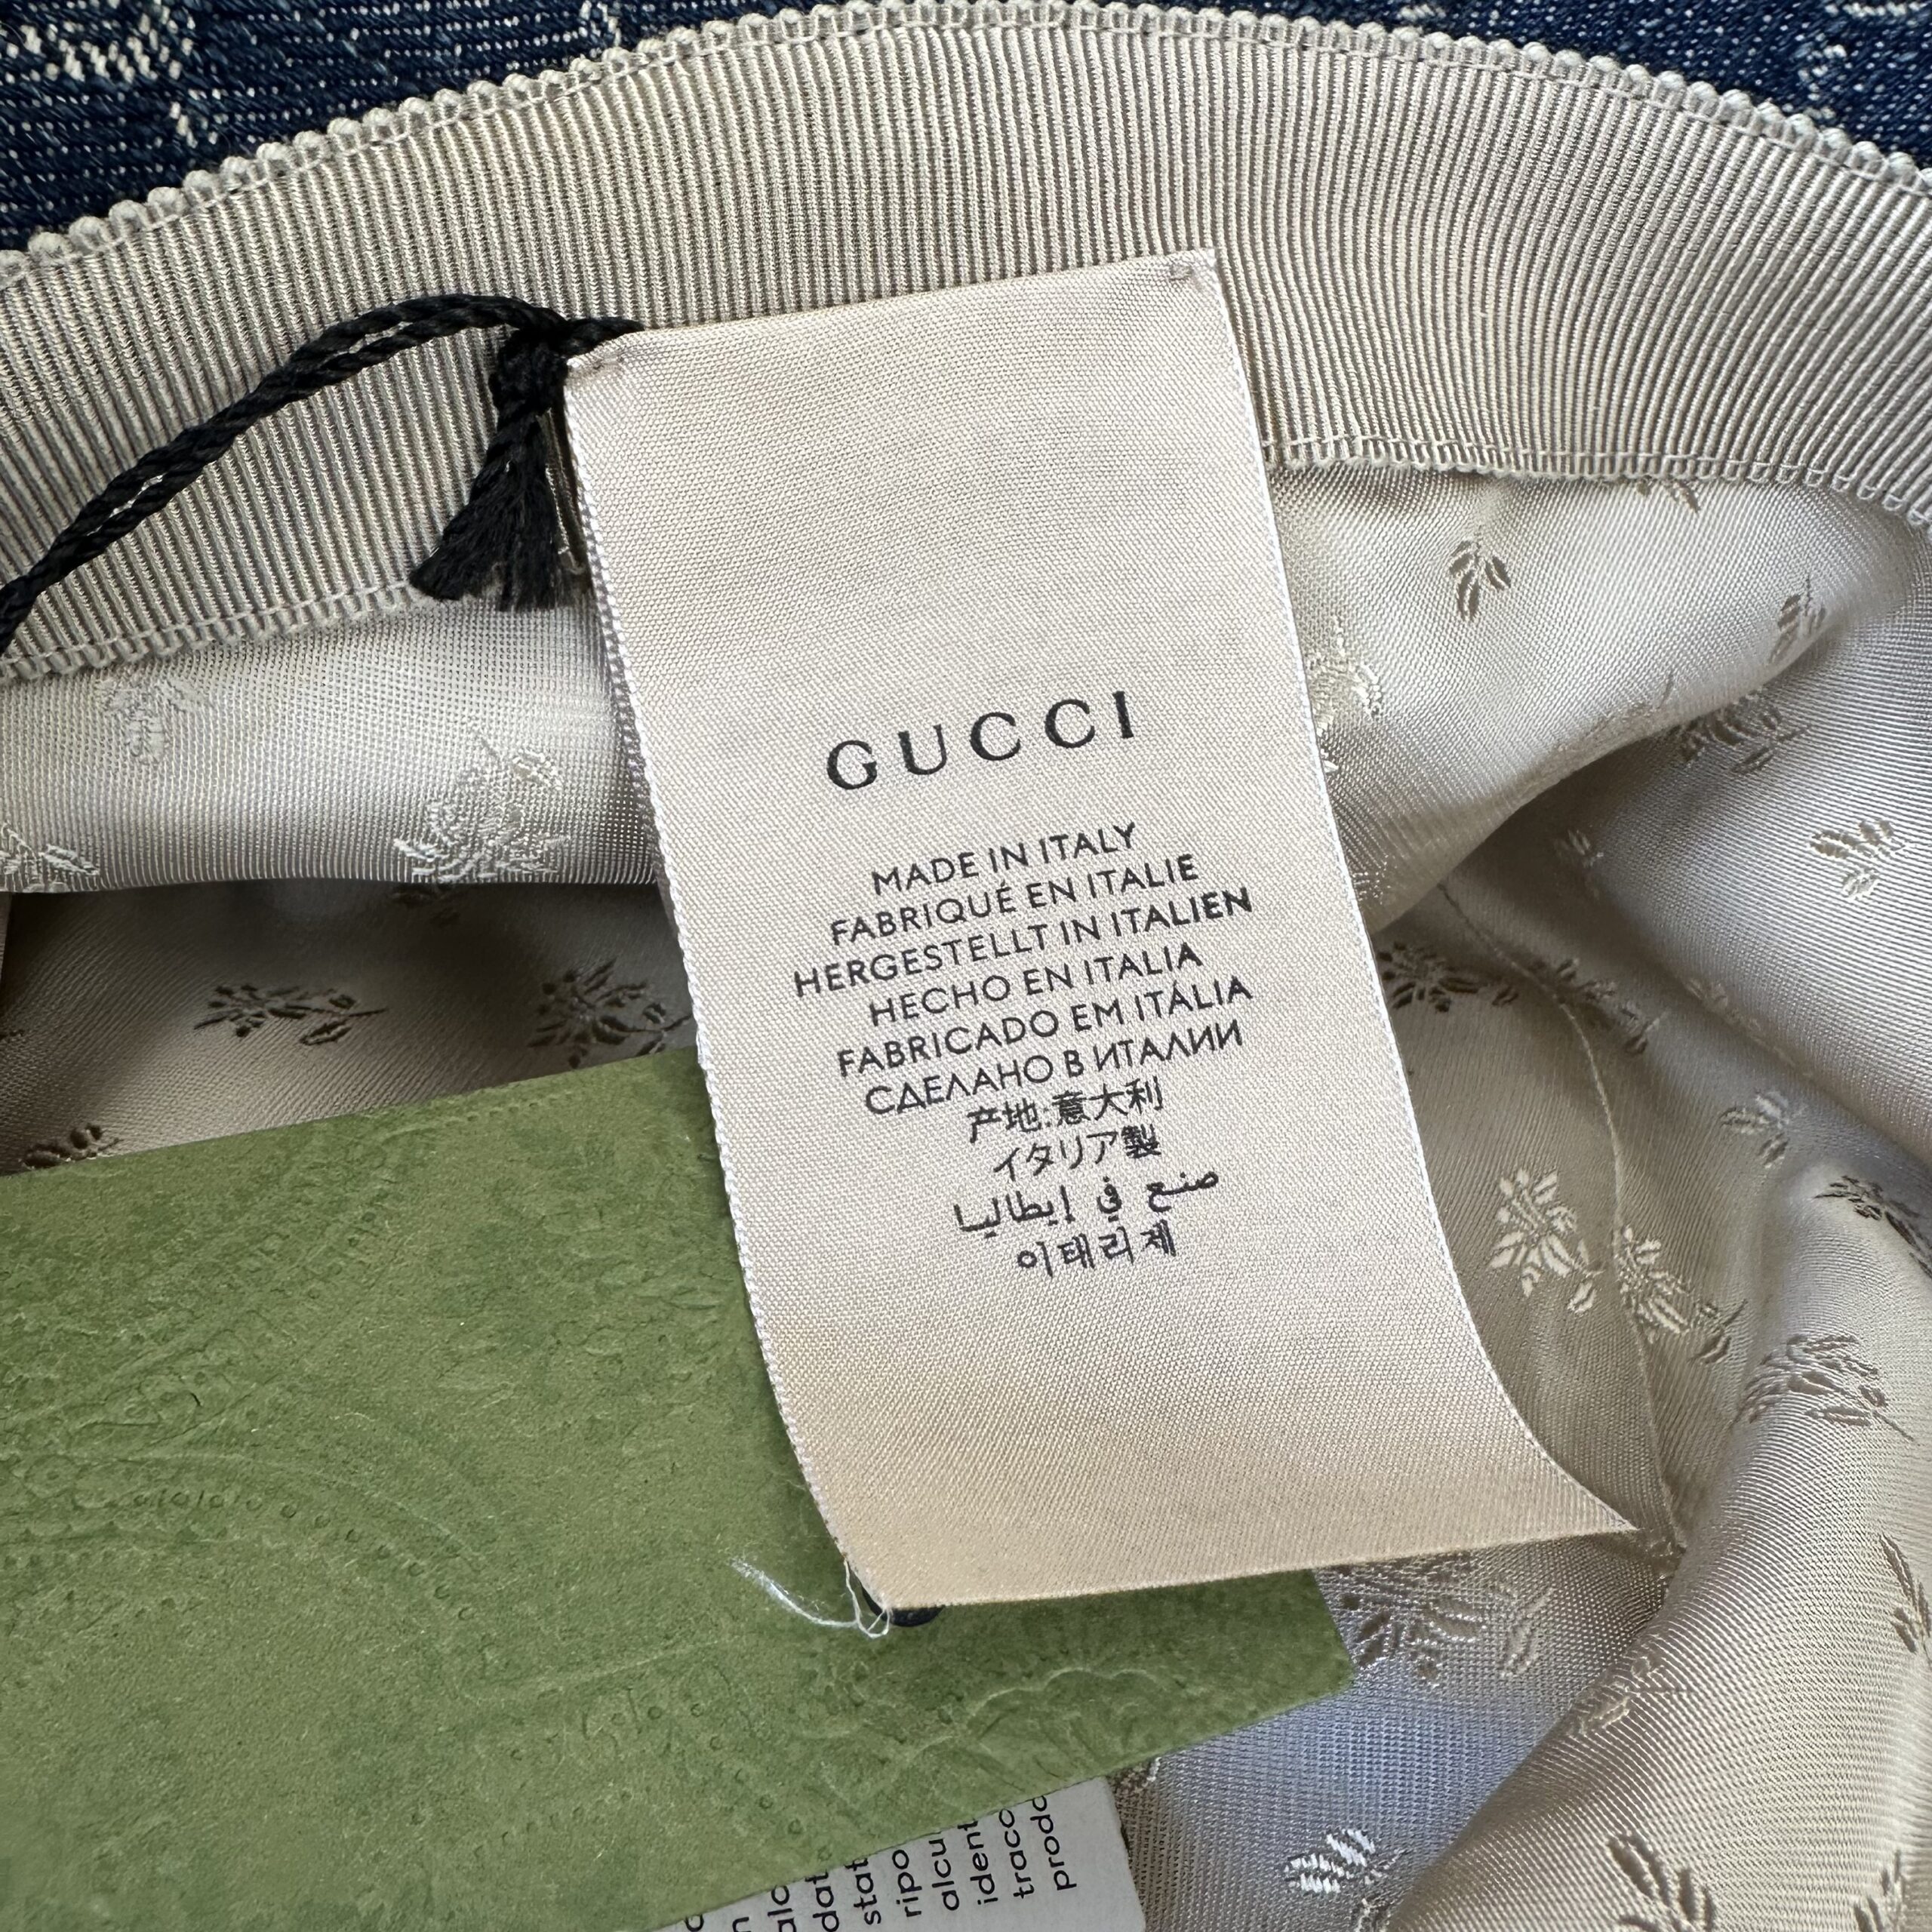 GUCCI
MADE IN ITALY
FABRIQUÉ EN ITALIE
HERGESTELLT IN ITALIEN
HECHO EN ITALIA
FABRICADO EM ITÁLIA
СДЕЛАНО В ИТАЛИИ
产地:意大利
イタリア製
صنع في إيطاليا
이태리제